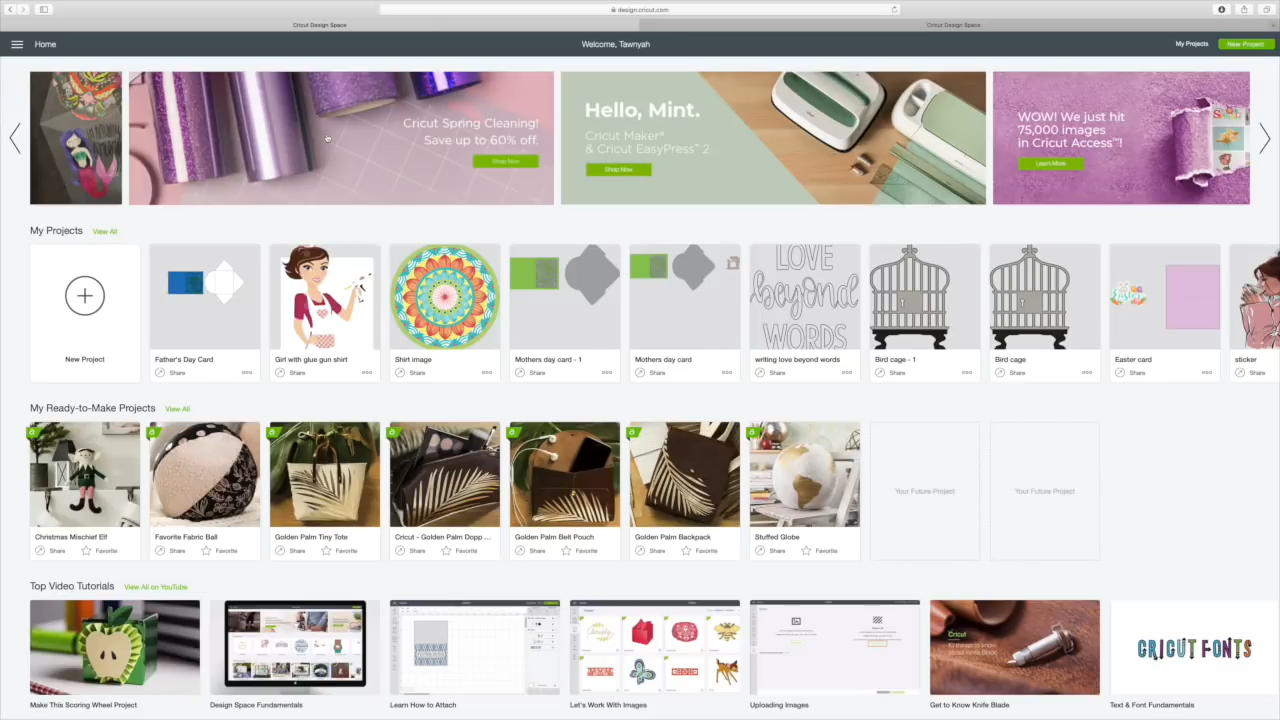 design.cricut.com
Cricut Design Space
Cricut Design Space
Home
Welcome, Tawnyah
My Projects
New Project
Cricut Spring Cleaning!
Save up to 60% off.
Shop Now
Hello, Mint.
Cricut Maker®
& Cricut EasyPress™ 2
Shop Now
WOW! We just hit
75,000 images
in Cricut Access™!
Learn More
My Projects
View All
LOVE
beyond
WORDS
New Project
Father's Day Card
Girl with glue gun shirt
Shirt image
Mothers day card - 1
Mothers day card
writing love beyond words
Bird cage - 1
Bird cage
Easter card
sticker
Share
Share
Share
Share
Share
Share
Share
Share
Share
Share
My Ready-to-Make Projects
View All
Your Future Project
Your Future Project
Christmas Mischief Elf
Favorite Fabric Ball
Golden Palm Tiny Tote
Cricut - Golden Palm Dopp ...
Golden Palm Belt Pouch
Golden Palm Backpack
Stuffed Globe
Share
Favorite
Share
Favorite
Share
Favorite
Share
Favorite
Share
Favorite
Share
Favorite
Share
Favorite
Top Video Tutorials
View All on YouTube
Cricut
10 things to know
about Knife Blade
CRICUT FONTS
Make This Scoring Wheel Project
Design Space Fundamentals
Learn How to Attach
Let's Work With Images
Uploading Images
Get to Know Knife Blade
Text & Font Fundamentals